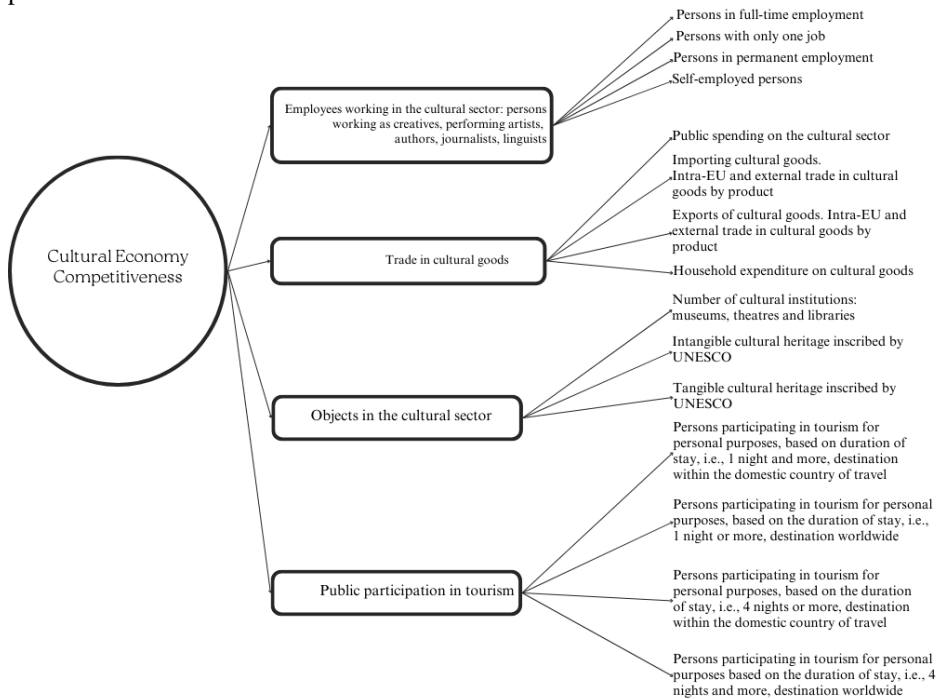 Cultural Economy
Competitiveness
Employees working in the cultural sector: persons
working as creatives, performing artists,
authors, journalists, linguists
Persons in full-time employment
Persons with only one job
Persons in permanent employment
Self-employed persons
Trade in cultural goods
Public spending on the cultural sector
Importing cultural goods.
Intra-EU and external trade in cultural
goods by product
Exports of cultural goods. Intra-EU and
external trade in cultural goods by
product
Household expenditure on cultural goods
Objects in the cultural sector
Number of cultural institutions:
museums, theatres and libraries
Intangible cultural heritage inscribed by
UNESCO
Tangible cultural heritage inscribed by
UNESCO
Public participation in tourism
Persons participating in tourism for
personal purposes, based on duration of
stay, i.e., 1 night and more, destination
within the domestic country of travel
Persons participating in tourism for personal
purposes, based on the duration of stay, i.e.,
1 night or more, destination worldwide
Persons participating in tourism for
personal purposes, based on the duration
of stay, i.e., 4 nights or more, destination
within the domestic country of travel
Persons participating in tourism for personal
purposes based on the duration of stay, i.e., 4
nights and more, destination worldwide